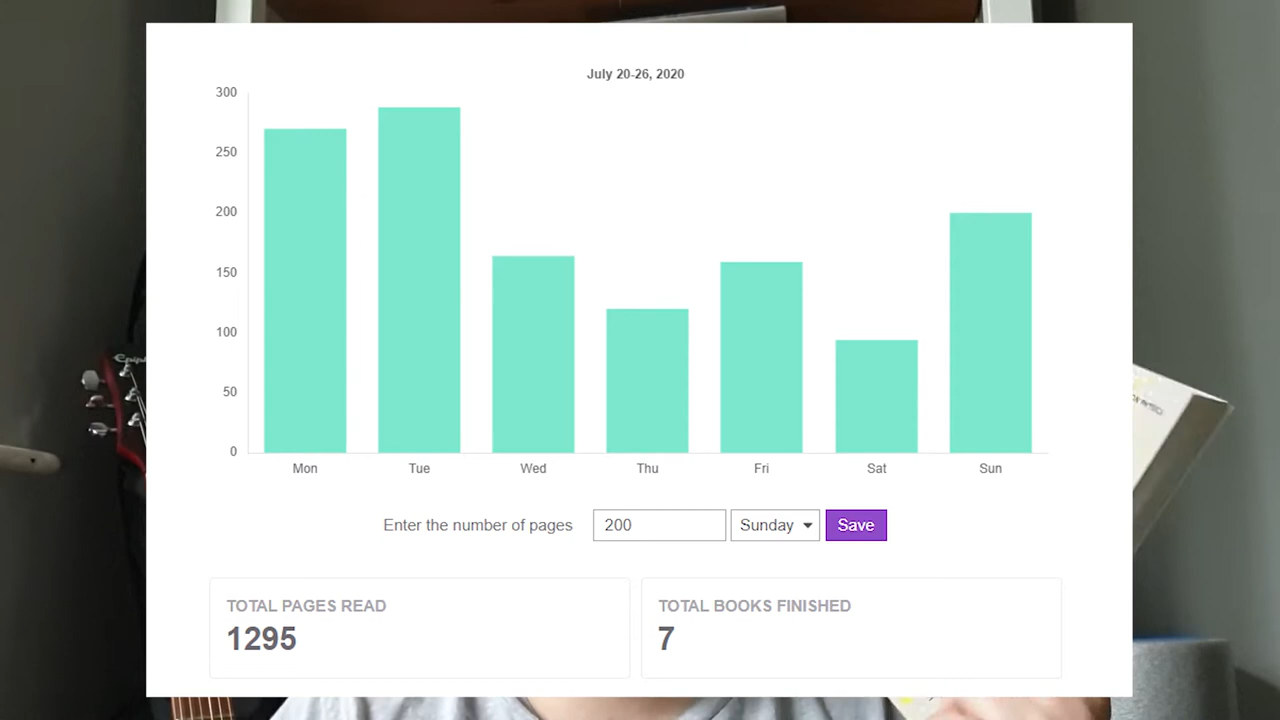 July 20-26, 2020
300
250
200
150
100
50
0
Mon Tue Wed Thu Fri Sat Sun
Enter the number of pages 200 Sunday Save
TOTAL PAGES READ
1295
TOTAL BOOKS FINISHED
7